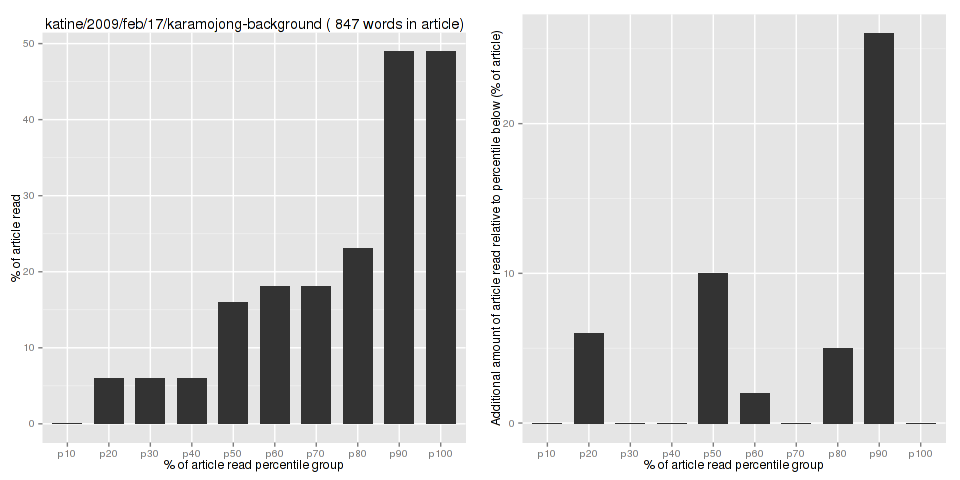 katine/2009/feb/17/karamojong-background ( 847 words in article)
% of article read
50
40
30
20
10
0
p10 p20 p30 p40 p50 p60 p70 p80 p90 p100
% of article read percentile group
Additional amount of article read relative to percentile below (% of article)
20
10
0
p10 p20 p30 p40 p50 p60 p70 p80 p90 p100
% of article read percentile group